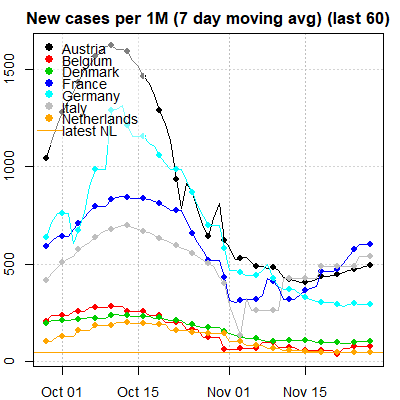 New cases per 1M (7 day moving avg) (last 60)
Austria
Belgium
Denmark
France
Germany
Italy
Netherlands
latest NL
1500
1000
500
0
Oct 01 Oct 15 Nov 01 Nov 15